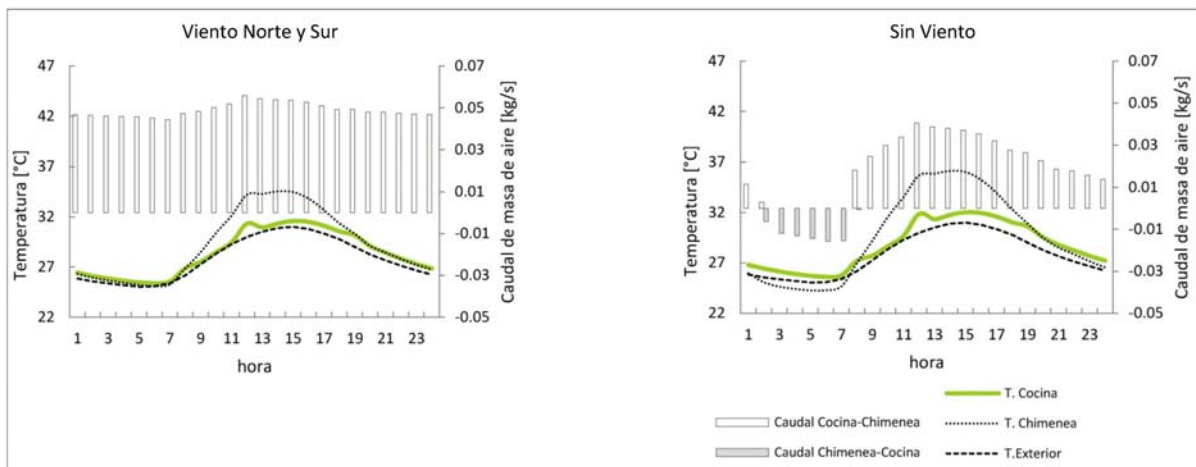 Viento Norte y Sur
Temperatura [°C]
47
42
37
32
27
22
0.07
0.05
0.03
0.01
-0.01
-0.03
-0.05
Caudal de masa de aire [kg/s]
1 3 5 7 9 11 13 15 17 19 21 23
hora
Sin Viento
Temperatura [°C]
47
42
37
32
27
22
0.07
0.05
0.03
0.01
-0.01
-0.03
-0.05
Caudal de masa de aire [kg/s]
1 3 5 7 9 11 13 15 17 19 21 23
hora
T. Cocina
Caudal Cocina-Chimenea
T. Chimenea
Caudal Chimenea-Cocina
T.Exterior